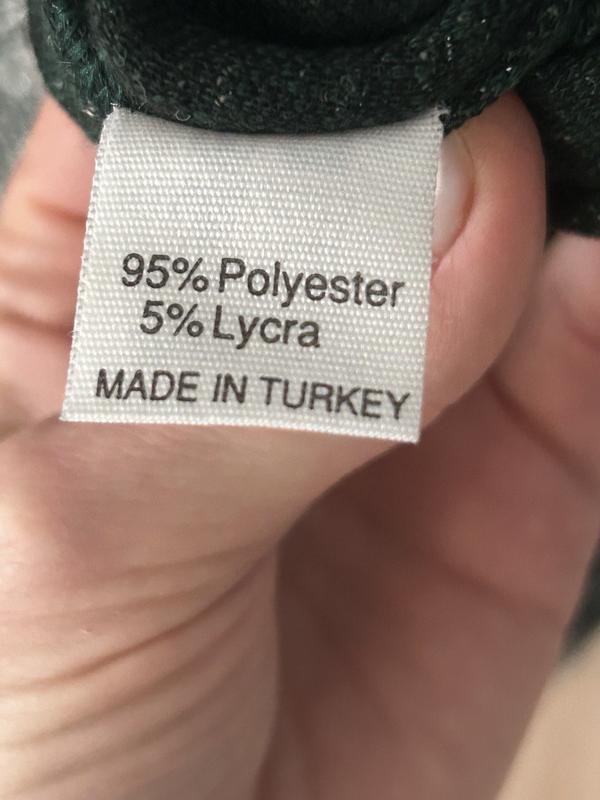 95% Polyester
5% Lycra
MADE IN TURKEY